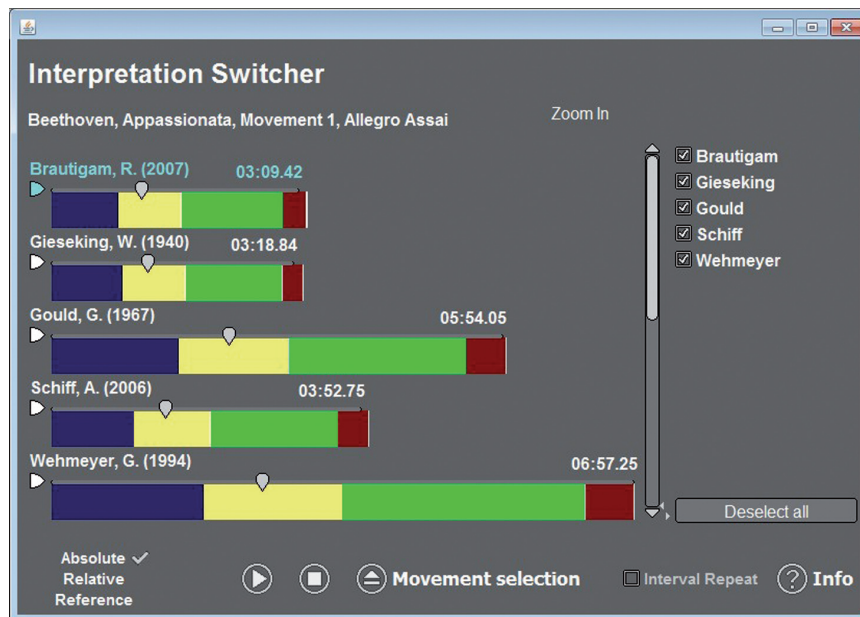 Interpretation Switcher
Beethoven, Appassionata, Movement 1, Allegro Assai
Zoom In
Brautigam, R. (2007) 03:09.42
Gieseking, W. (1940) 03:18.84
Gould, G. (1967) 05:54.05
Schiff, A. (2006) 03:52.75
Wehmeyer, G. (1994) 06:57.25
Brautigam
Gieseking
Gould
Schiff
Wehmeyer
Deselect all
Absolute
Relative
Reference
Movement selection
Interval Repeat
? Info